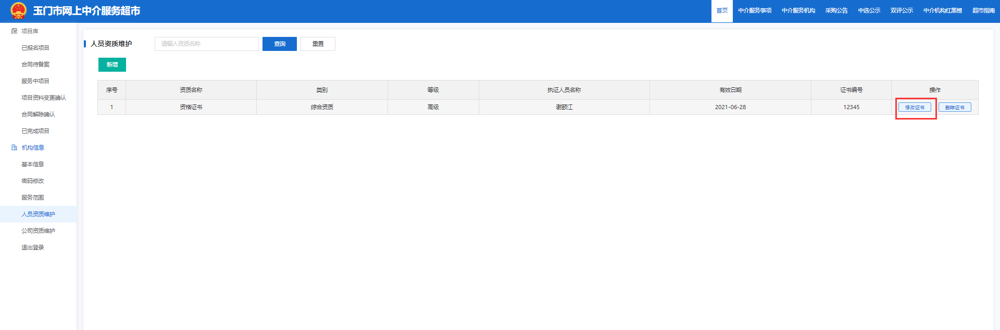 玉门市网上中介服务超市
首页 中介服务事项 中介服务机构 采购公告 中选公示 双评公示 中介机构红黑榜 超市指南
项目库
已报名项目
合同待备案
服务中项目
项目资料变更确认
合同解除确认
已完成项目
机构信息
基本信息
密码修改
服务范围
人员资质维护
公司资质维护
退出登录
人员资质维护 请输入资质名称 查询 重置
新增
序号 资质名称 类别 等级 执证人员名称 有效日期 证书编号 操作
1 资格证书 综合资质 高级 谢颐江 2021-06-28 12345 修改证书 删除证书